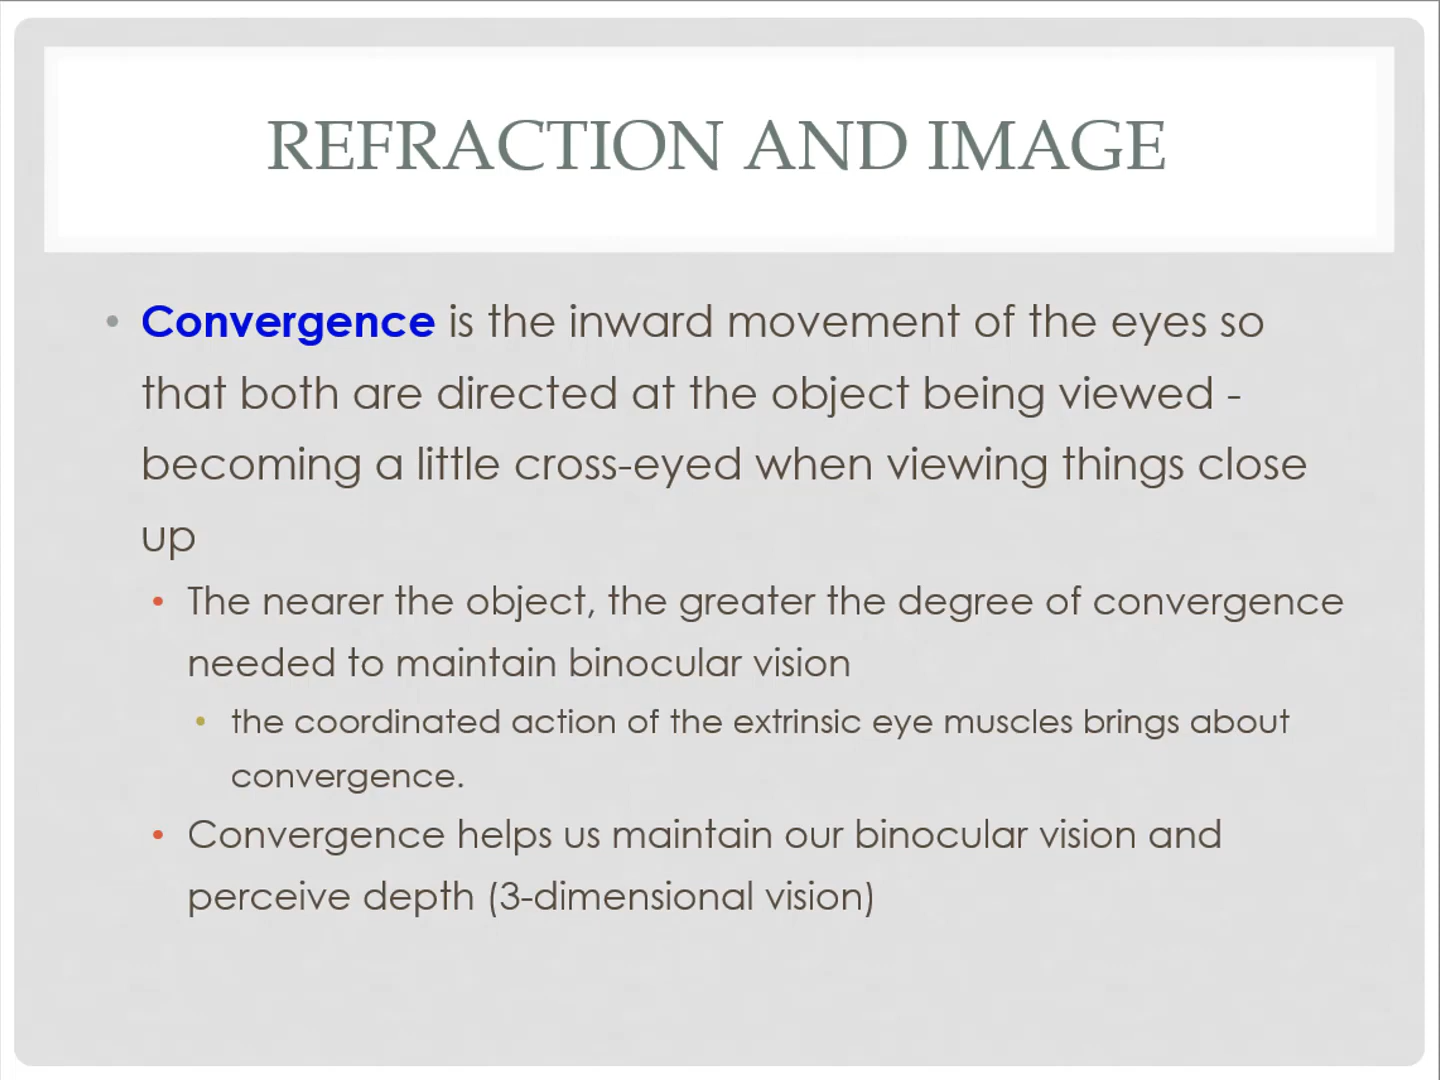 REFRACTION AND IMAGE
• Convergence is the inward movement of the eyes so
that both are directed at the object being viewed -
becoming a little cross-eyed when viewing things close
up
• The nearer the object, the greater the degree of convergence
needed to maintain binocular vision
• the coordinated action of the extrinsic eye muscles brings about
convergence.
• Convergence helps us maintain our binocular vision and
perceive depth (3-dimensional vision)